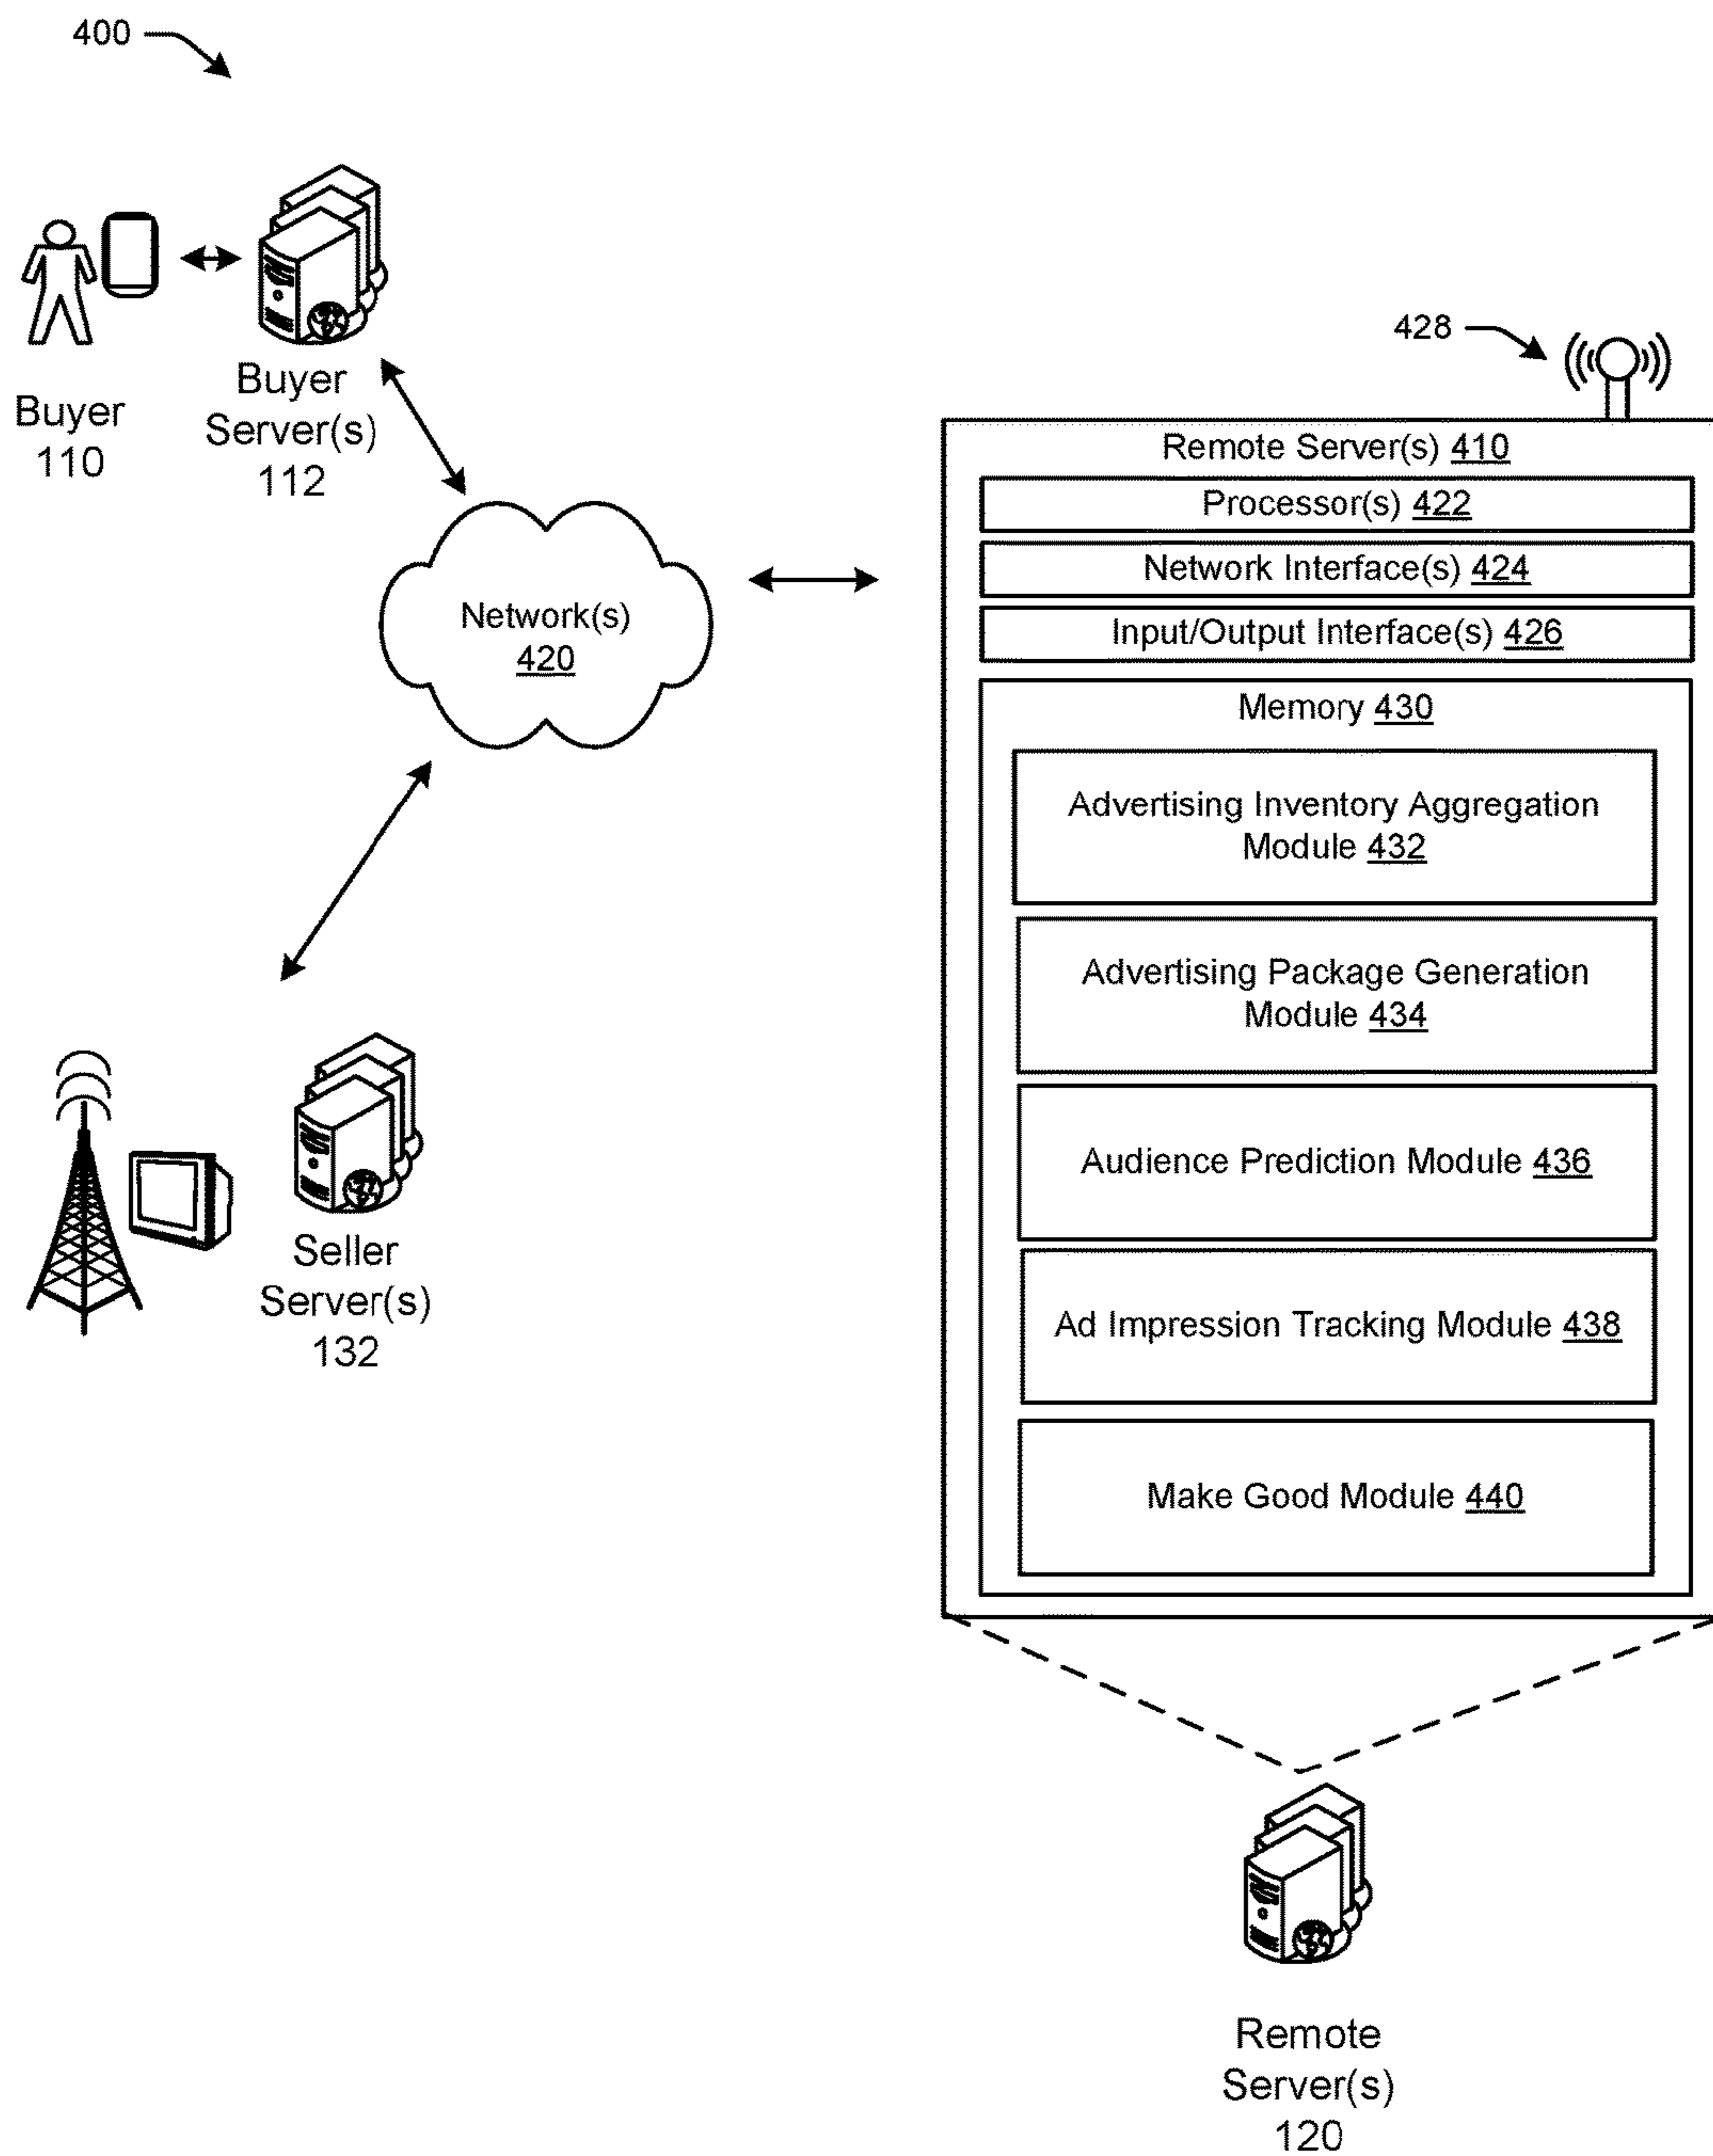 400
Buyer
110
Buyer
Server(s)
112
Network(s)
420
Seller
Server(s)
132
428
Remote Server(s) 410
Processor(s) 422
Network Interface(s) 424
Input/Output Interface(s) 426
Memory 430
Advertising Inventory Aggregation
Module 432
Advertising Package Generation
Module 434
Audience Prediction Module 436
Ad Impression Tracking Module 438
Make Good Module 440
Remote
Server(s)
120